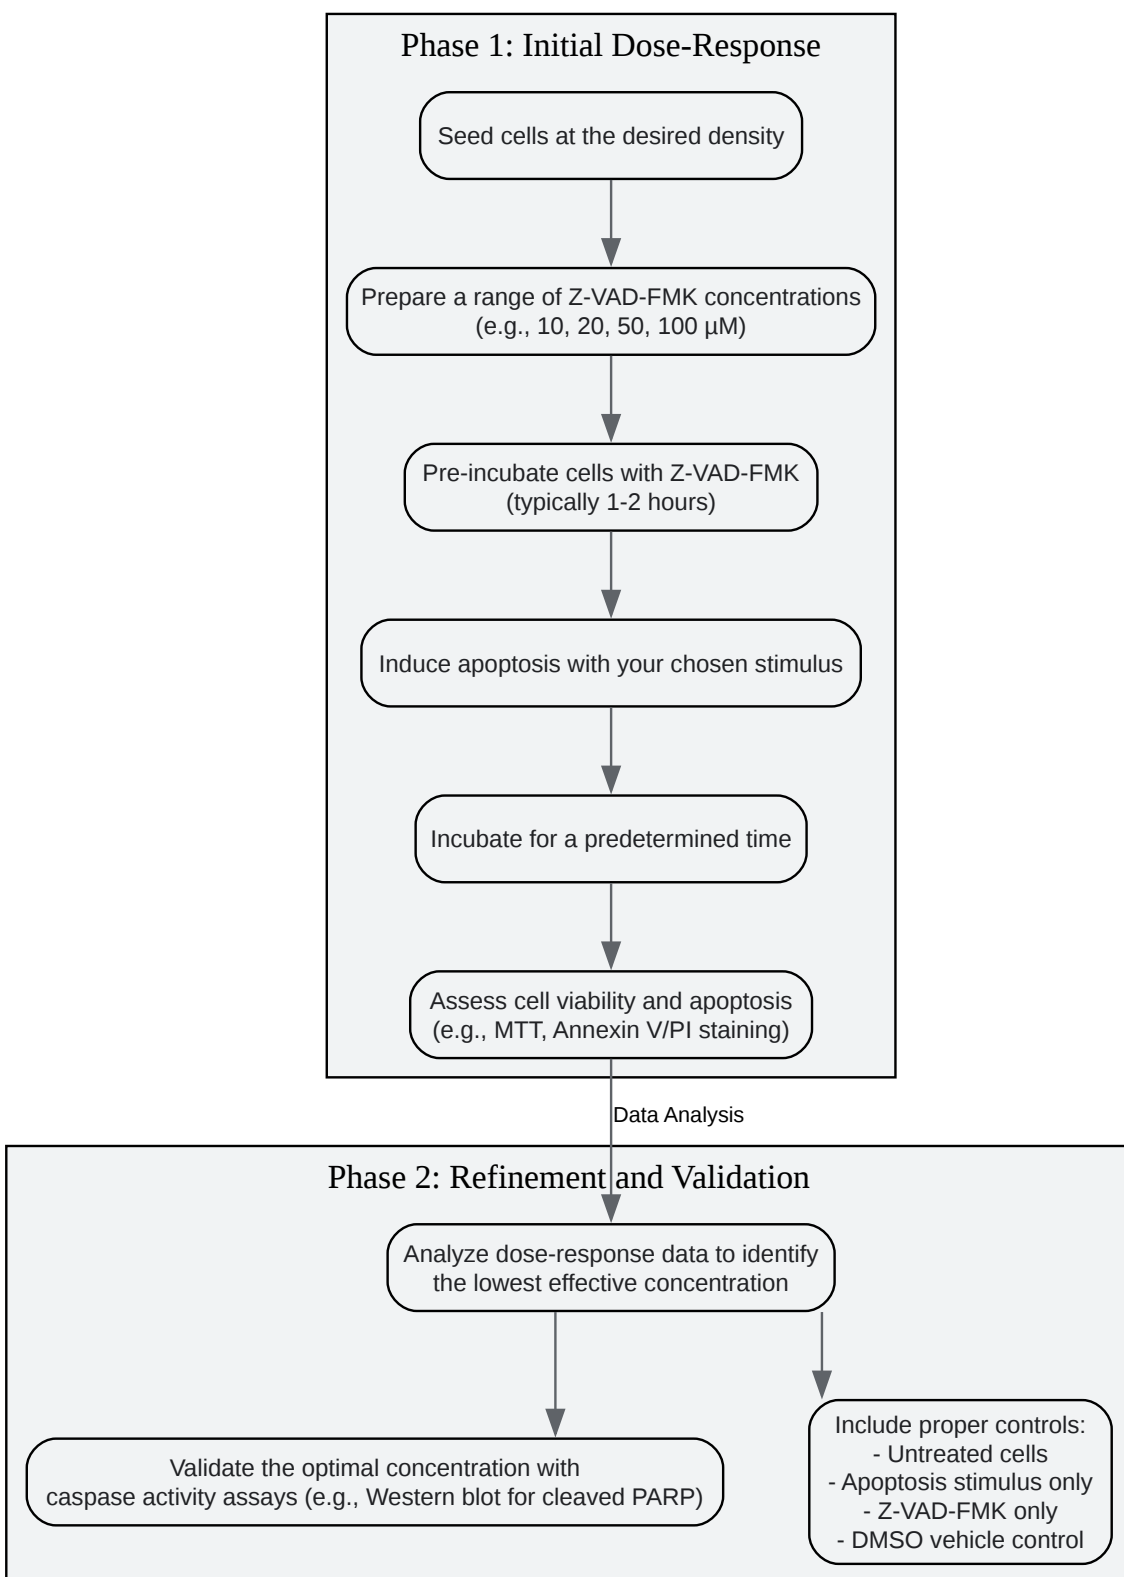 Phase 1: Initial Dose-Response
Seed cells at the desired density
Prepare a range of Z-VAD-FMK concentrations
(e.g., 10, 20, 50, 100 µM)
Pre-incubate cells with Z-VAD-FMK
(typically 1-2 hours)
Induce apoptosis with your chosen stimulus
Incubate for a predetermined time
Assess cell viability and apoptosis
(e.g., MTT, Annexin V/PI staining)
Data Analysis
Phase 2: Refinement and Validation
Analyze dose-response data to identify
the lowest effective concentration
Validate the optimal concentration with
caspase activity assays (e.g., Western blot for cleaved PARP)
Include proper controls:
- Untreated cells
- Apoptosis stimulus only
- Z-VAD-FMK only
- DMSO vehicle control